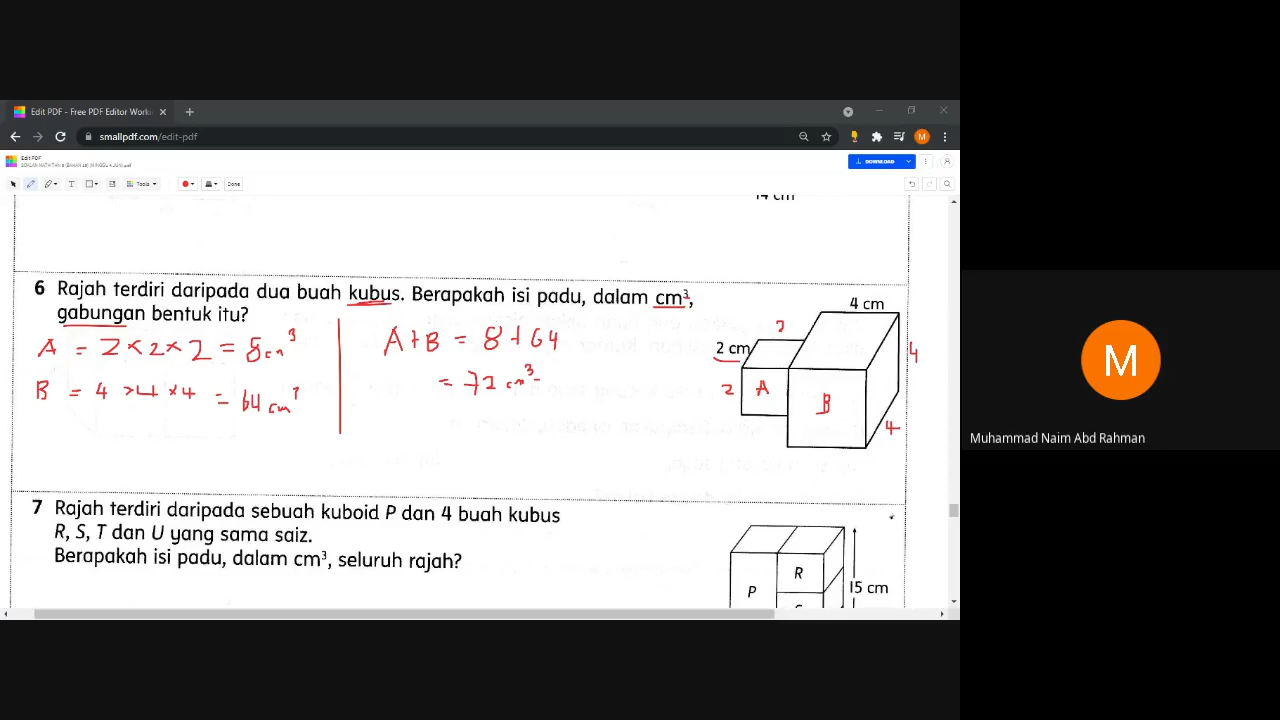 Edit PDF - Free PDF Editor Worki
smallpdf.com/edit-pdf
M
Edit PDF
DOWNLOAD
T
Tools
Done
14 cm
6 Rajah terdiri daripada dua buah kubus. Berapakah isi padu, dalam cm³,
gabungan bentuk itu?
A = 2 × 2 × 2 = 8 cm³
B = 4 × 4 × 4 = 64 cm³
A + B = 8 + 64
= 72 cm³
4 cm
2
2 cm
4
2
A
B
4
7 Rajah terdiri daripada sebuah kuboid P dan 4 buah kubus
R, S, T dan U yang sama saiz.
Berapakah isi padu, dalam cm³, seluruh rajah?
R
P
15 cm
M
Muhammad Naim Abd Rahman